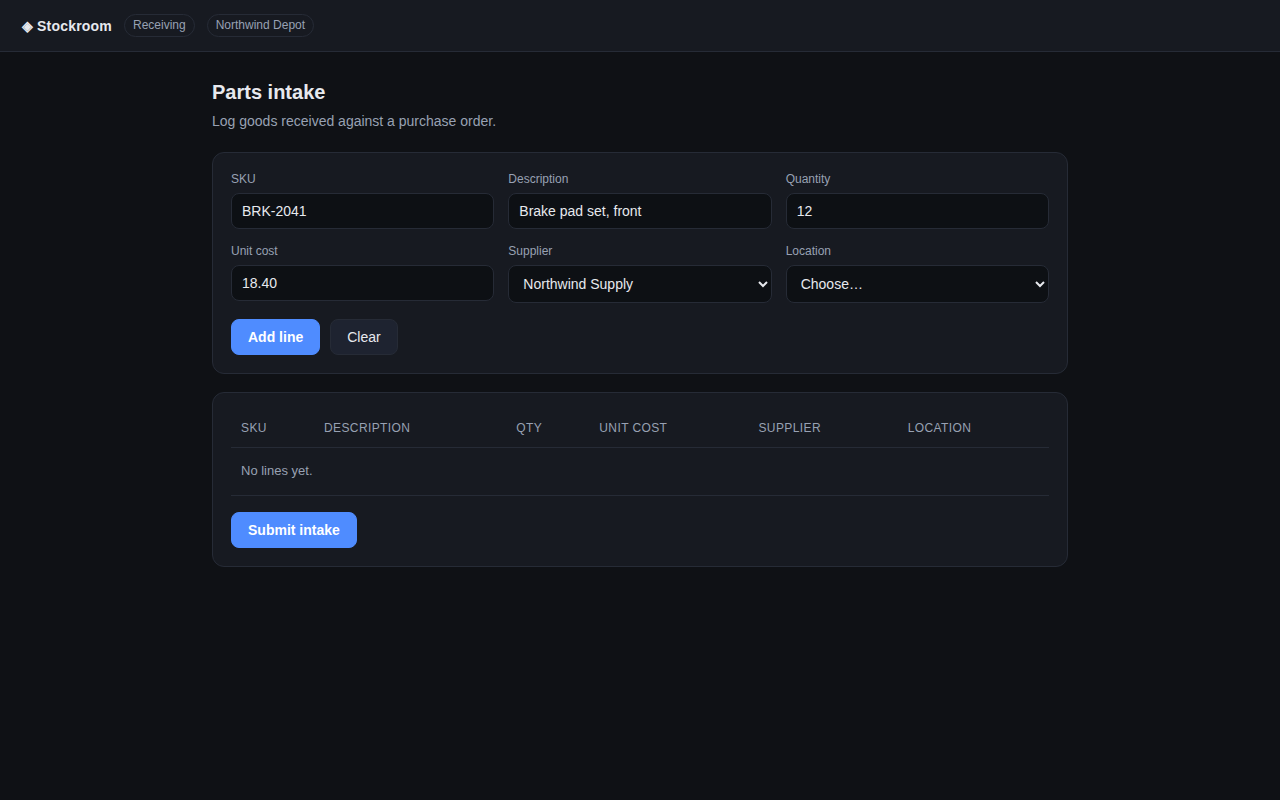 ◈ Stockroom Receiving Northwind Depot
Parts intake
Log goods received against a purchase order.
SKU Description Quantity
BRK-2041 Brake pad set, front 12
Unit cost Supplier Location
18.40 Northwind Supply Choose…
Add line Clear
SKU DESCRIPTION QTY UNIT COST SUPPLIER LOCATION
No lines yet.
Submit intake